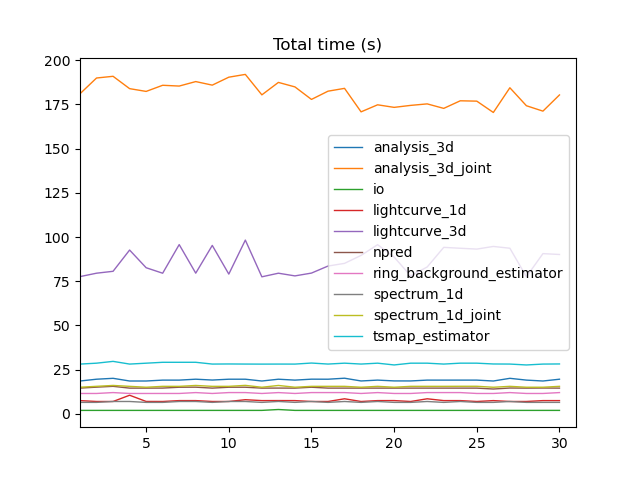 Total time (s)
200
175
150
125
100
75
50
25
0
analysis_3d
analysis_3d_joint
io
lightcurve_1d
lightcurve_3d
npred
ring_background_estimator
spectrum_1d
spectrum_1d_joint
tsmap_estimator
5 10 15 20 25 30